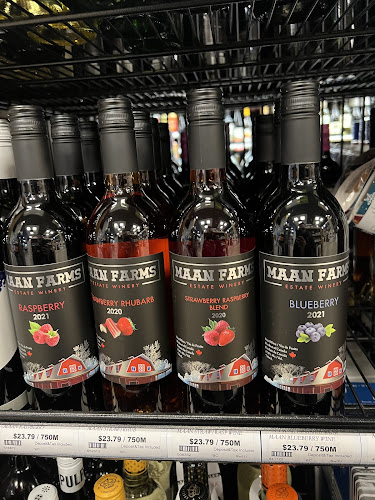 MAAN FARMS
ESTATE WINERY
RASPBERRY
2021
MAAN FARMS
ESTATE WINERY
RHUBARB
2020
MAAN FARMS
ESTATE WINERY
STRAWBERRY RASPBERRY
BLEND
2020
MAAN FARMS
ESTATE WINERY
BLUEBERRY
2021
$23.79 / 750M
$23.79 / 750M
$23.79 / 750M
MAAN BLUEBERRY WINE
$23.79 / 750M
PUL